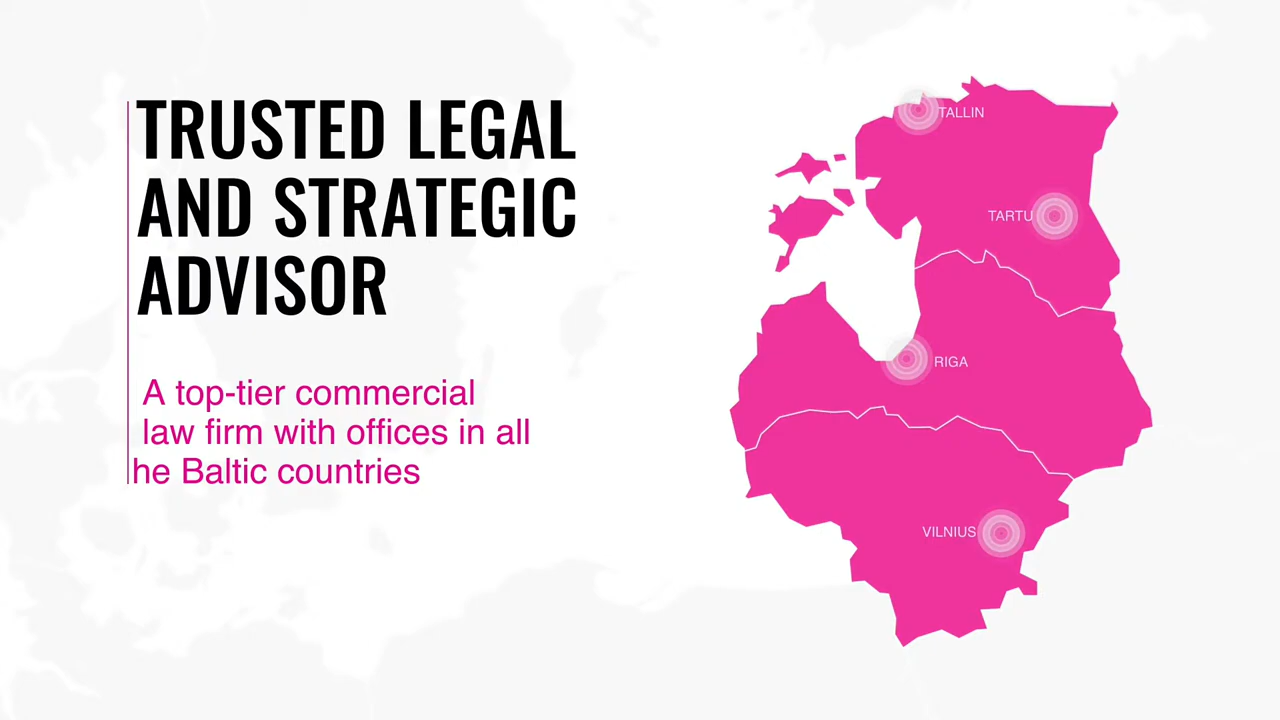 TRUSTED LEGAL
AND STRATEGIC
ADVISOR
A top-tier commercial
law firm with offices in all
he Baltic countries
TALLIN
TARTU
RIGA
VILNIUS